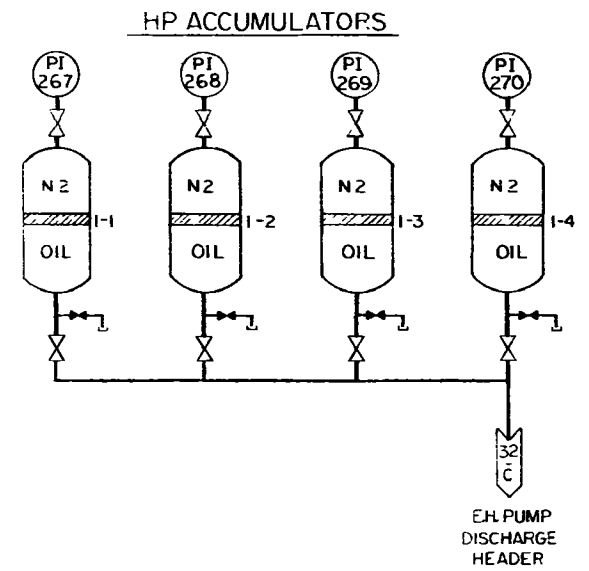 HP ACCUMULATORS
PI PI PI PI
267 268 269 270
N2 N2 N2 N2
1-1 1-2 1-3 1-4
OIL OIL OIL OIL
32
-
C
E.H. PUMP
DISCHARGE
HEADER